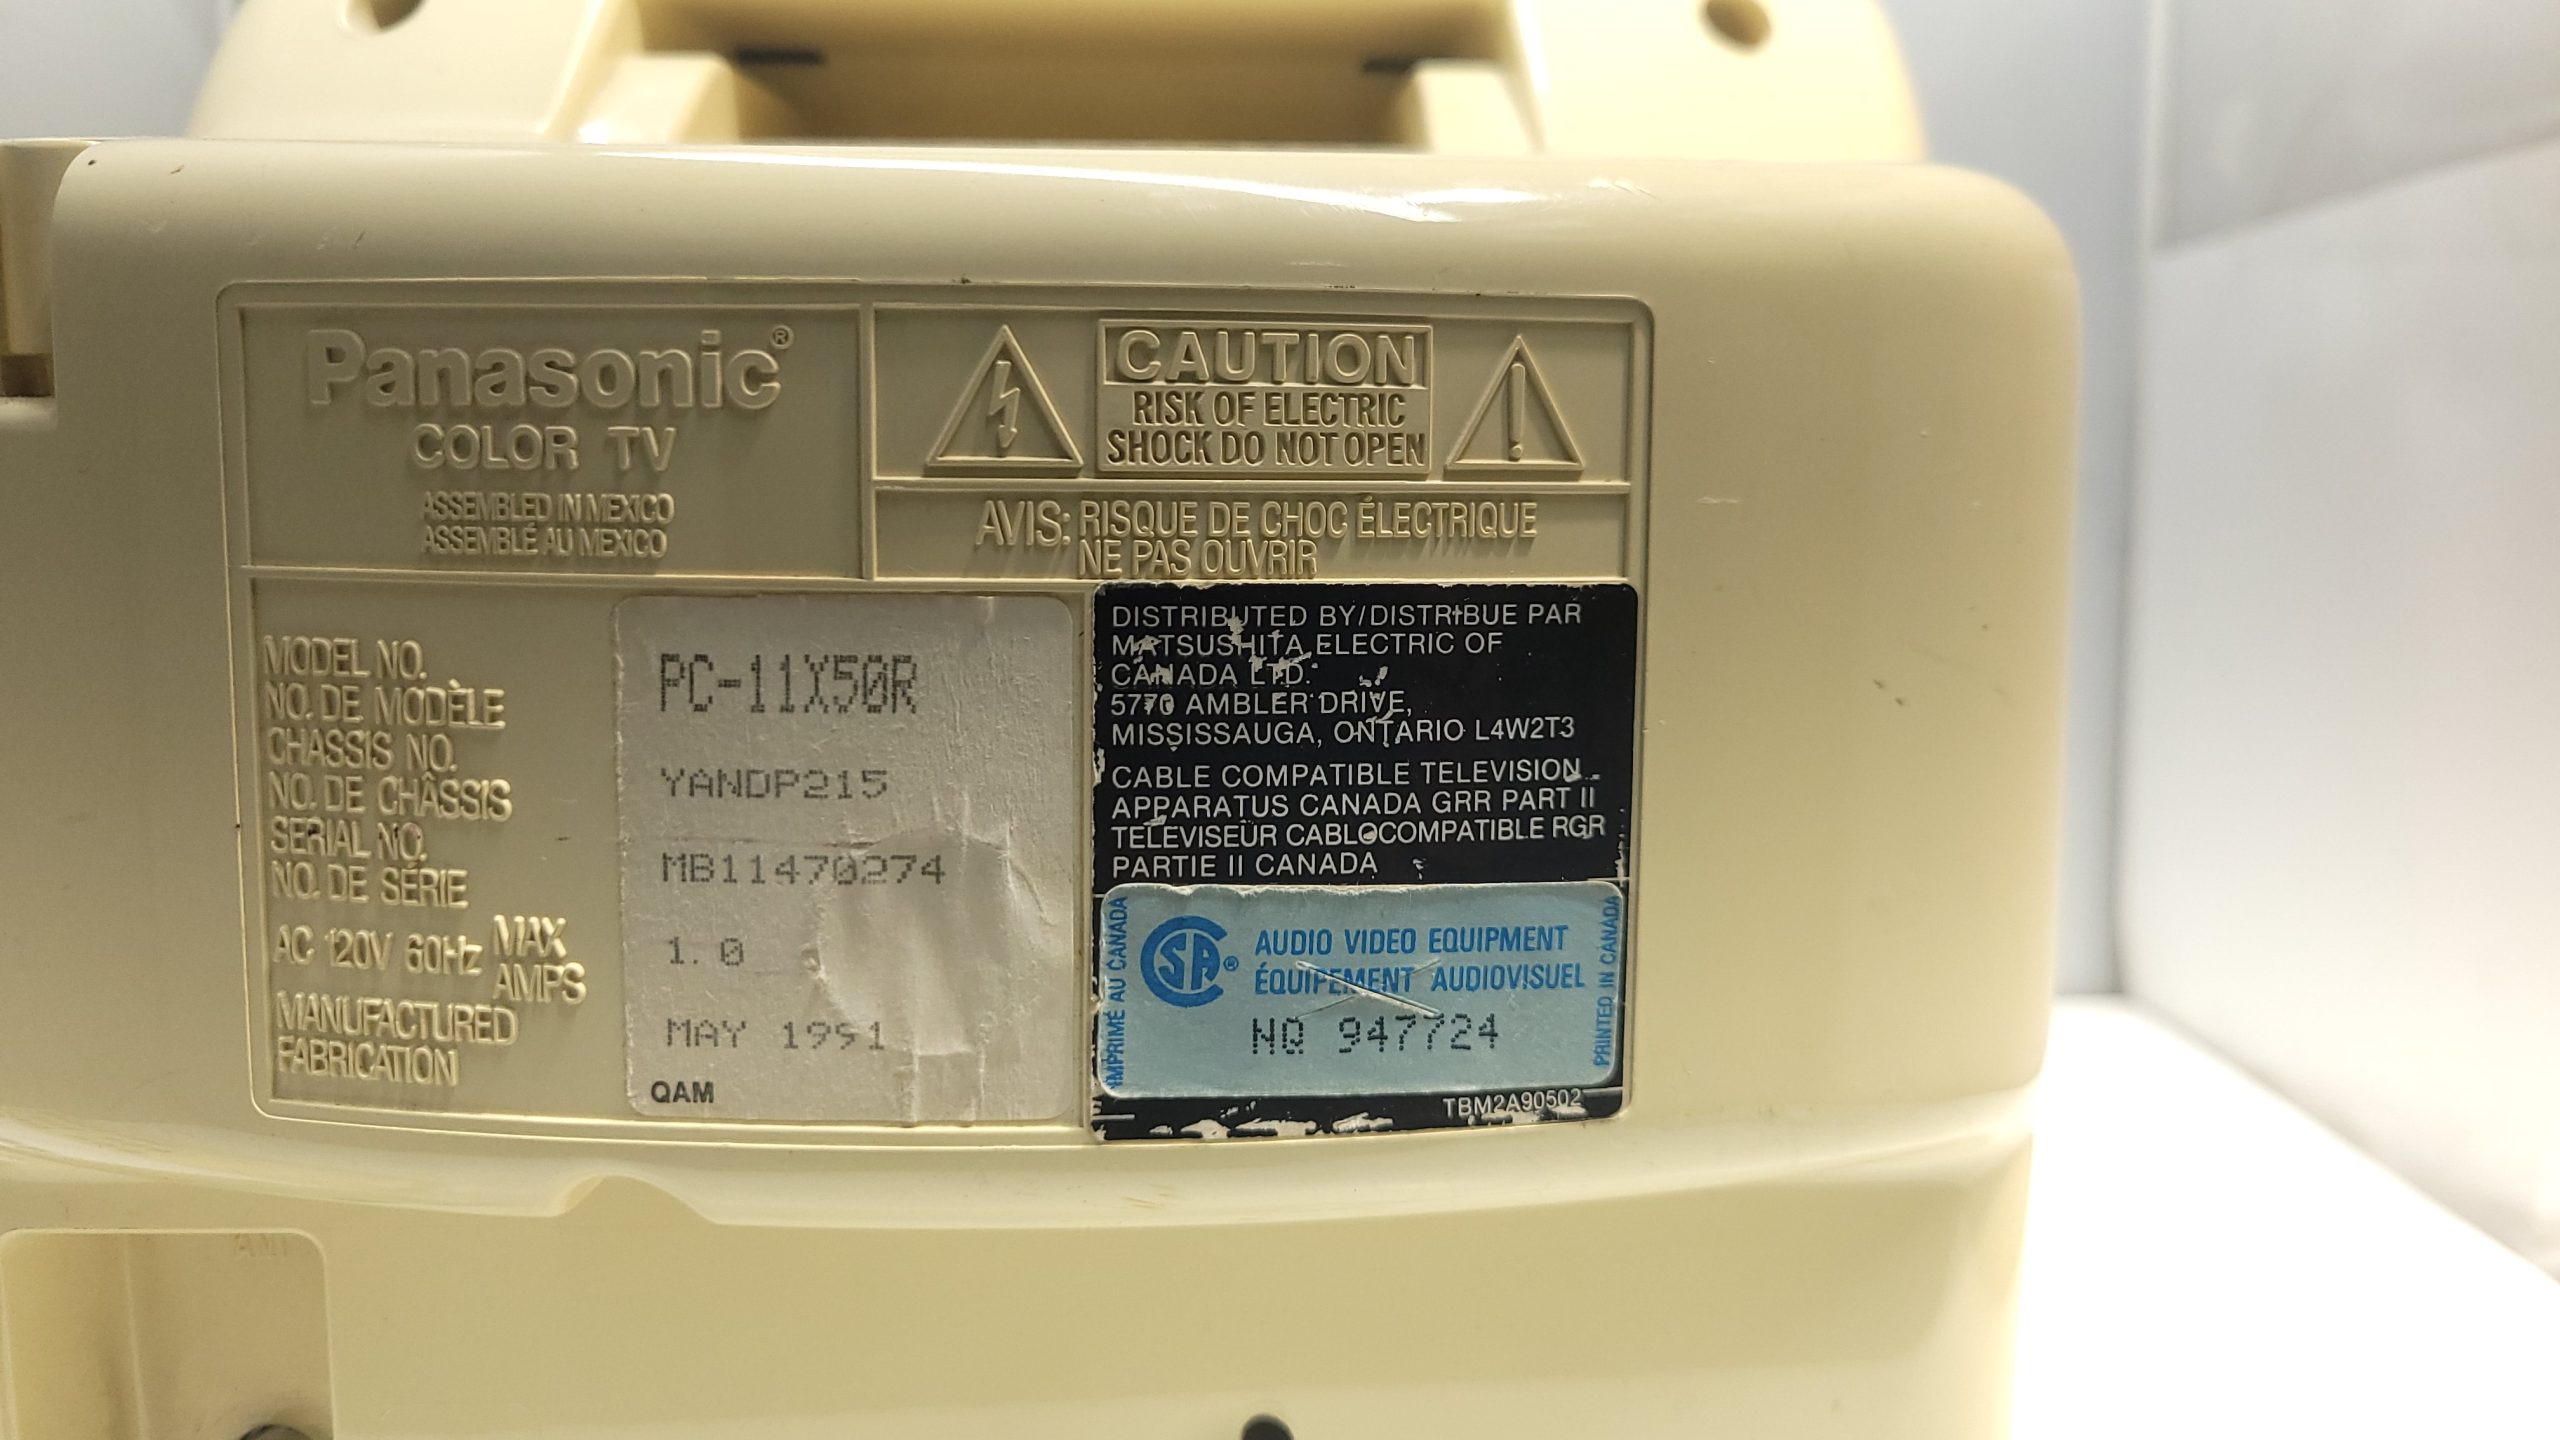 Panasonic®
COLOR TV
ASSEMBLED IN MEXICO
ASSEMBLÉ AU MEXICO
CAUTION
RISK OF ELECTRIC
SHOCK DO NOT OPEN
AVIS: RISQUE DE CHOC ÉLECTRIQUE
NE PAS OUVRIR
MODEL NO.
NO. DE MODÈLE
PC-11X50R
CHASSIS NO.
NO. DE CHÂSSIS
YANDP215
SERIAL NO.
NO. DE SÉRIE
MB11470274
AC 120V 60Hz MAX AMPS
1.0
MANUFACTURED
FABRICATION
MAY 1991
QAM
DISTRIBUTED BY/DISTRIBUE PAR
MATSUSHITA ELECTRIC OF
CANADA LTD.
5770 AMBLER DRIVE,
MISSISSAUGA, ONTARIO L4W2T3
CABLE COMPATIBLE TELEVISION
APPARATUS CANADA GRR PART II
TELEVISEUR CABLOCOMPATIBLE RGR
PARTIE II CANADA
IMPRIMÉ AU CANADA
SA®
AUDIO VIDEO EQUIPMENT
ÉQUIPEMENT AUDIOVISUEL
NQ 947724
PRINTED IN CANADA
TBM2A90502